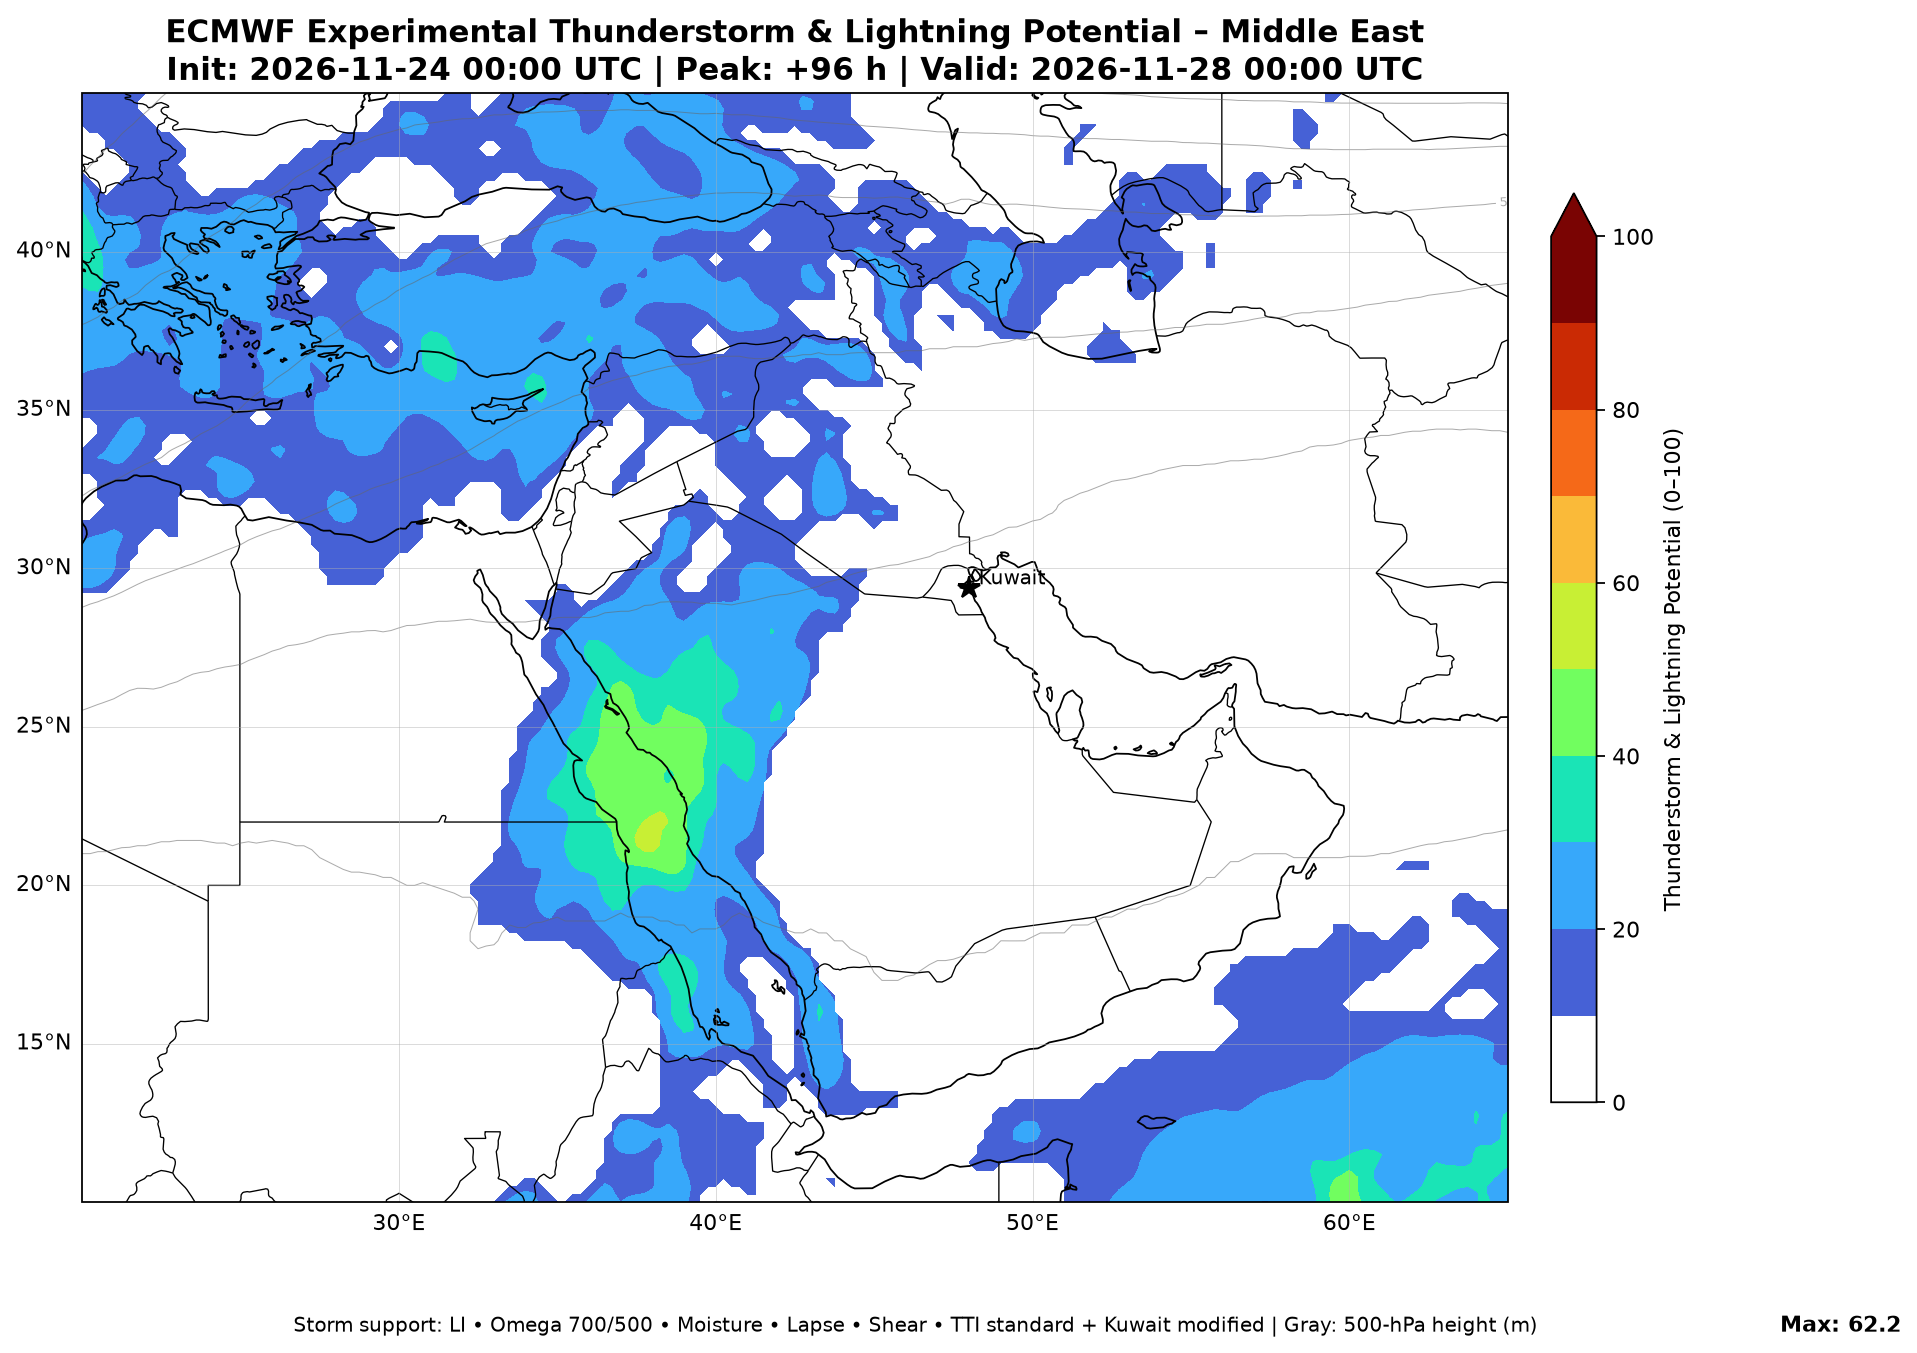 ECMWF Experimental Thunderstorm & Lightning Potential – Middle East
Init: 2026-11-24 00:00 UTC | Peak: +96 h | Valid: 2026-11-28 00:00 UTC
40°N
35°N
30°N
25°N
20°N
15°N
30°E
40°E
50°E
60°E
Kuwait
5
100
80
60
40
20
0
Thunderstorm & Lightning Potential (0–100)
Storm support: LI • Omega 700/500 • Moisture • Lapse • Shear • TTI standard + Kuwait modified | Gray: 500-hPa height (m)
Max: 62.2